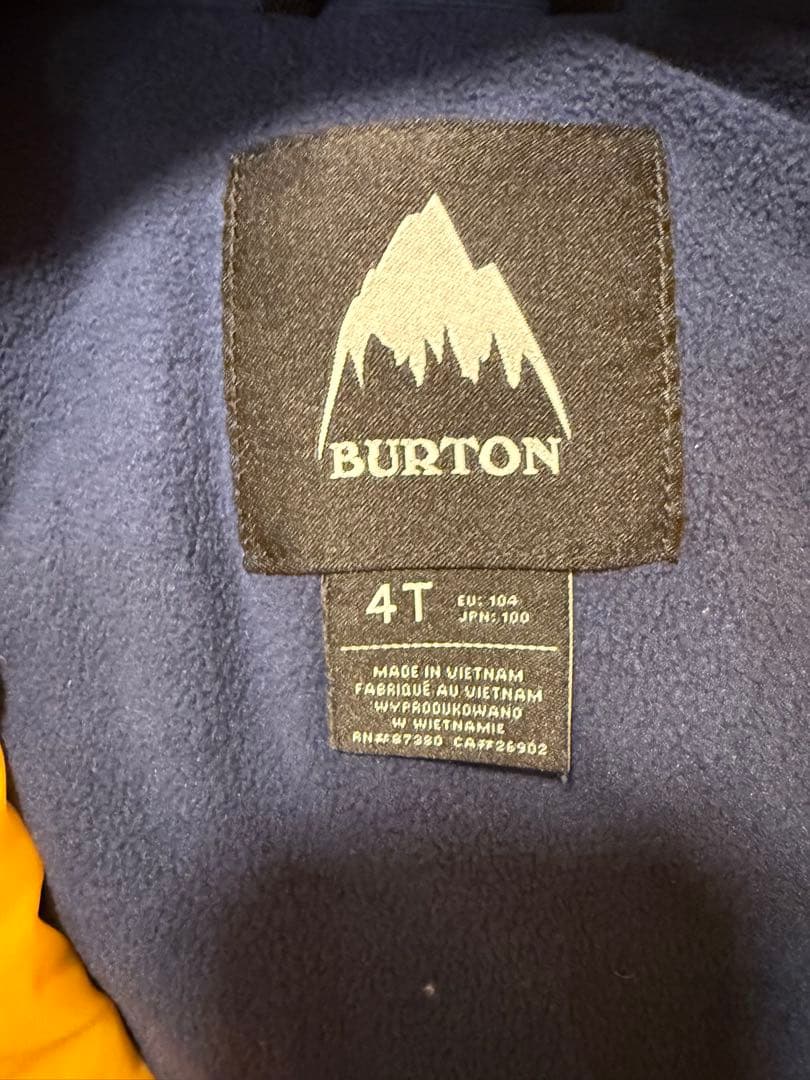 BURTON
4T
EU: 104
JPN: 100
MADE IN VIETNAM
FABRIQUÉ AU VIETNAM
WYPRODUKOWANO
W WIETNAMIE
RN#87380 CA#26902